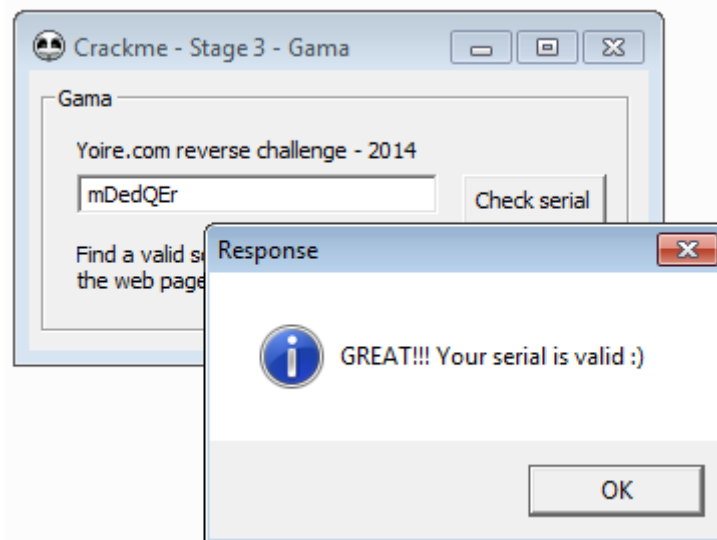 Crackme - Stage 3 - Gama
Gama
Yoire.com reverse challenge - 2014
mDedQEr
Check serial
Find a valid
the web page
Response
GREAT!!! Your serial is valid :)
OK